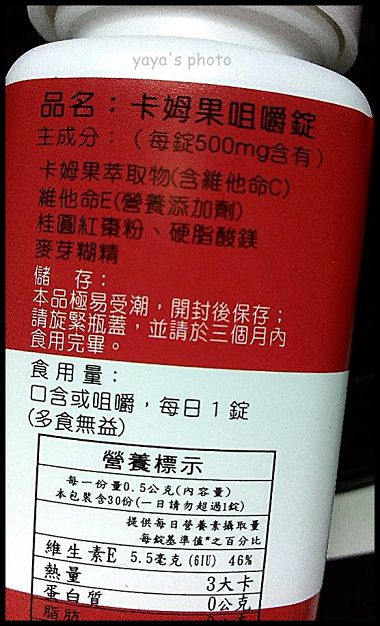 yaya's photo
品名：卡姆果咀嚼錠
主成分：（每錠500mg含有）
卡姆果萃取物(含維他命C)
維他命E(營養添加劑)
桂圓紅棗粉、硬脂酸鎂
麥芽糊精
儲　存：
本品極易受潮，開封後保存；
請旋緊瓶蓋，並請於三個月內
食用完畢。
食用量：
口含或咀嚼，每日1錠
(多食無益)
營養標示
每一份量0.5公克(內容量)
本包裝含30份(一日請勿超過1錠)
提供每日營養素攝取量
每錠基準值*之百分比
維生素E 5.5毫克 (6IU) 46%
熱量 3大卡
蛋白質 0公克
脂肪